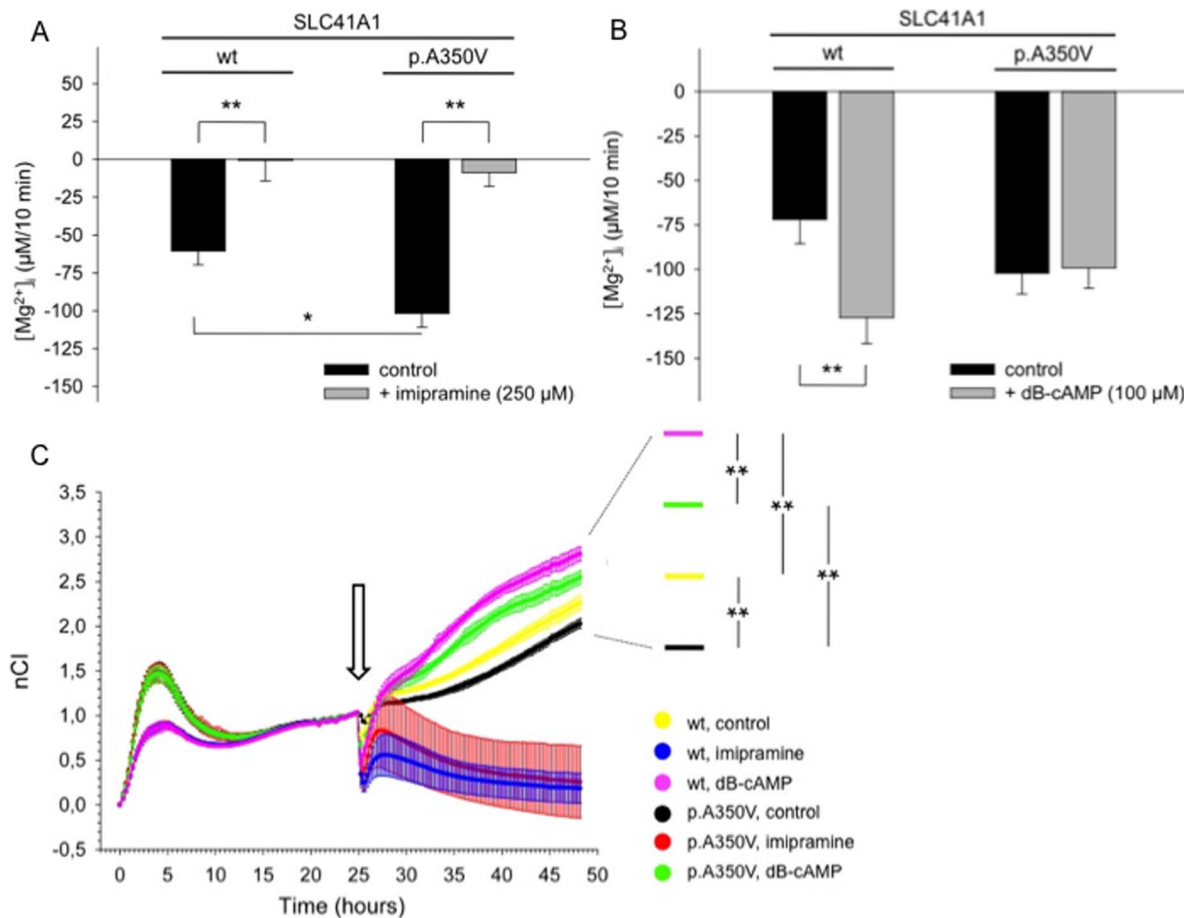 A
SLC41A1
wt
p.A350V
[Mg²⁺]ᵢ (µM/10 min)
50
25
0
-25
-50
-75
-100
-125
-150
**
**
*
control
+ imipramine (250 µM)
B
SLC41A1
wt
p.A350V
[Mg²⁺]ᵢ (µM/10 min)
0
-25
-50
-75
-100
-125
-150
**
control
+ dB-cAMP (100 µM)
C
nCI
3,5
3,0
2,5
2,0
1,5
1,0
0,5
0,0
-0,5
0 5 10 15 20 25 30 35 40 45 50
Time (hours)
**
**
**
**
wt, control
wt, imipramine
wt, dB-cAMP
p.A350V, control
p.A350V, imipramine
p.A350V, dB-cAMP